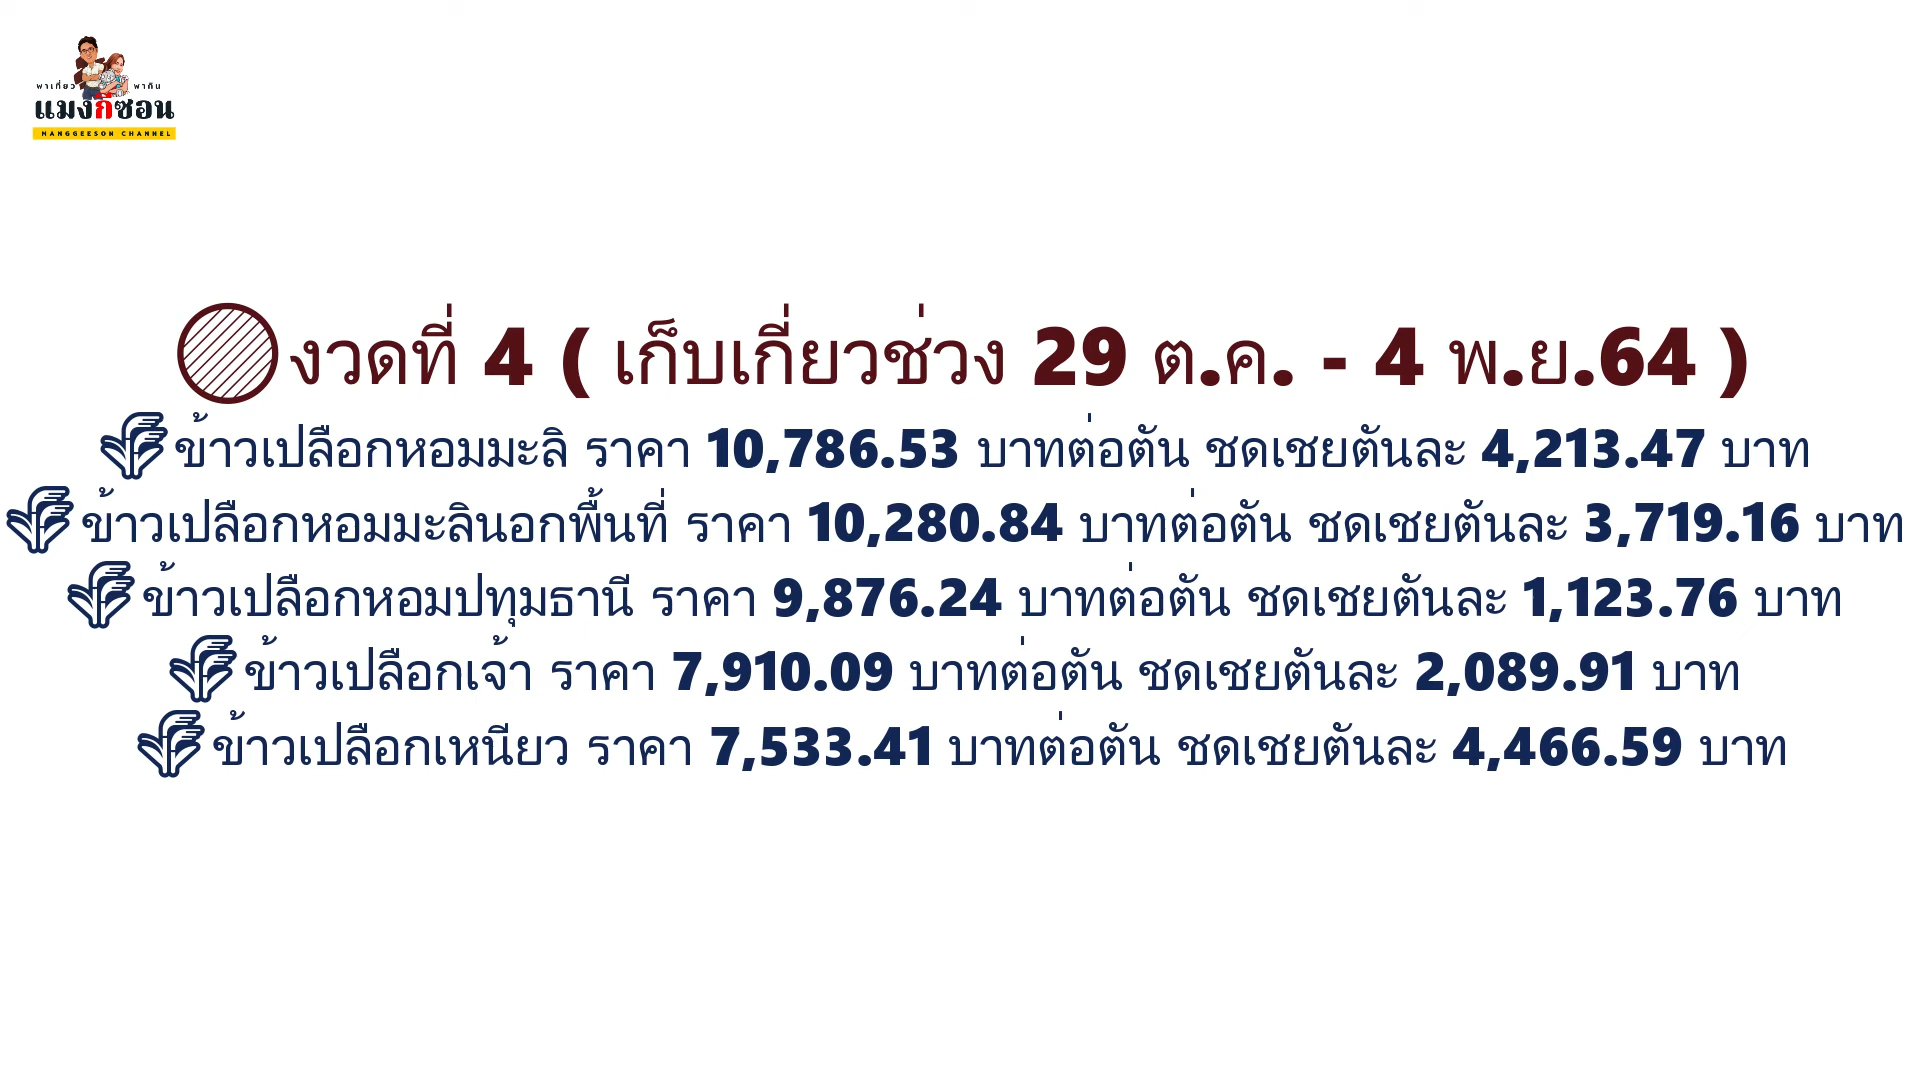 พาเที่ยว พากิน
แมงกีซอน
MANGGEESON CHANNEL
งวดที่ 4 ( เก็บเกี่ยวช่วง 29 ต.ค. - 4 พ.ย.64 )
ข้าวเปลือกหอมมะลิ ราคา 10,786.53 บาทต่อตัน ชดเชยตันละ 4,213.47 บาท
ข้าวเปลือกหอมมะลินอกพื้นที่ ราคา 10,280.84 บาทต่อตัน ชดเชยตันละ 3,719.16 บาท
ข้าวเปลือกหอมปทุมธานี ราคา 9,876.24 บาทต่อตัน ชดเชยตันละ 1,123.76 บาท
ข้าวเปลือกเจ้า ราคา 7,910.09 บาทต่อตัน ชดเชยตันละ 2,089.91 บาท
ข้าวเปลือกเหนียว ราคา 7,533.41 บาทต่อตัน ชดเชยตันละ 4,466.59 บาท